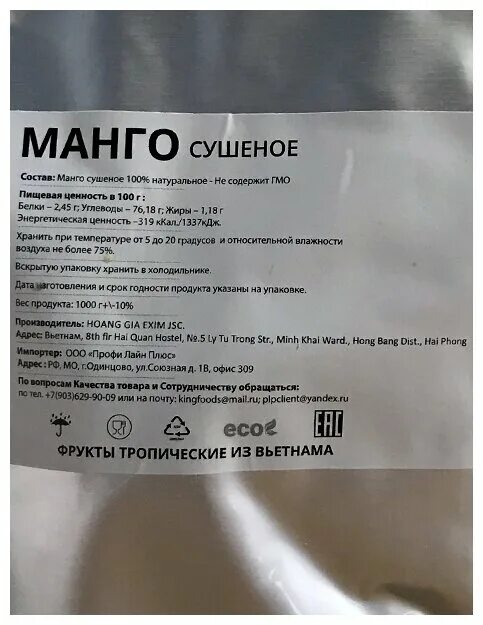 МАНГО СУШЕНОЕ
Состав: Манго сушеное 100% натуральное - Не содержит ГМО
Пищевая ценность в 100 г :
Белки – 2,45 г; Углеводы – 76,18 г; Жиры – 1,18 г
Энергетическая ценность –319 кКал./1337кДж.
Хранить при температуре от 5 до 20 градусов и относительной влажности
воздуха не более 75%.
Вскрытую упаковку хранить в холодильнике.
Дата изготовления и срок годности продукта указаны на упаковке.
Вес продукта: 1000 г+\-10%
Производитель: HOANG GIA EXIM JSC.
Адрес: Вьетнам, 8th flr Hai Quan Hostel, №.5 Ly Tu Trong Str., Minh Khai Ward., Hong Bang Dist., Hai Phong
Импортер: ООО «Профи Лайн Плюс»
Адрес : РФ, МО, г.Одинцово, ул.Союзная д. 1В, офис 309
По вопросам Качества товара и Сотрудничеству обращаться:
по тел. +7(903)629-90-09 или на почту: kingfoods@mail.ru; plpclient@yandex.ru
eco
EAC
ФРУКТЫ ТРОПИЧЕСКИЕ ИЗ ВЬЕТНАМА